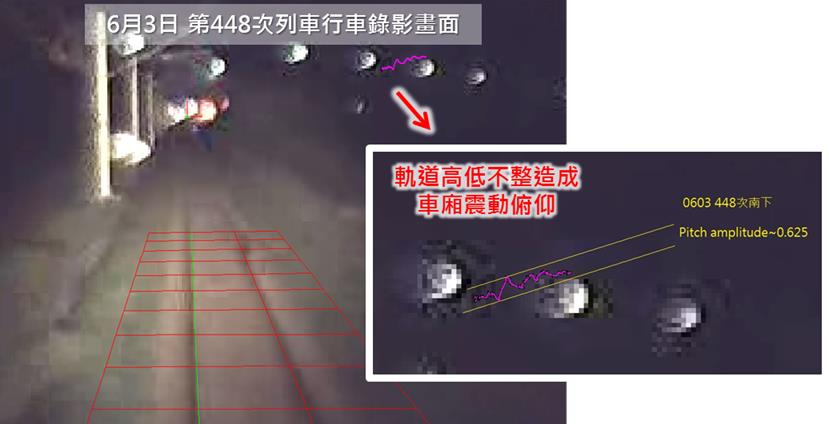 6月3日 第448次列車行車錄影畫面
軌道高低不整造成
車廂震動俯仰
0603 448次南下
Pitch amplitude~0.625